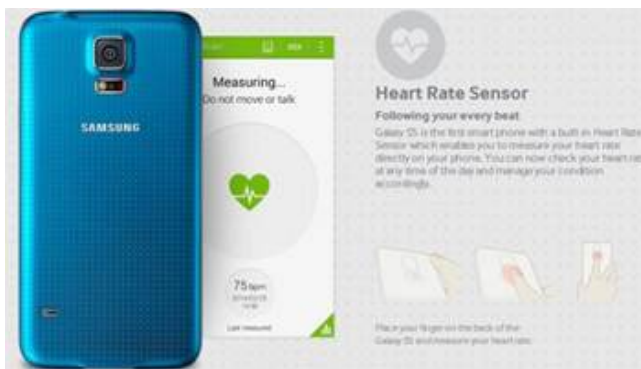 SAMSUNG
Measuring...
Do not move or talk
75 bpm
Last measured
Heart Rate Sensor
Following your every beat
Galaxy S5 is the first smart phone with a built-in Heart Rate
Sensor which enables you to measure your heart rate
directly on your phone. You can now check your heart rate
at any time of the day and manage your condition
accordingly.
Place your finger on the back of the
Galaxy S5 and measure your heart rate.